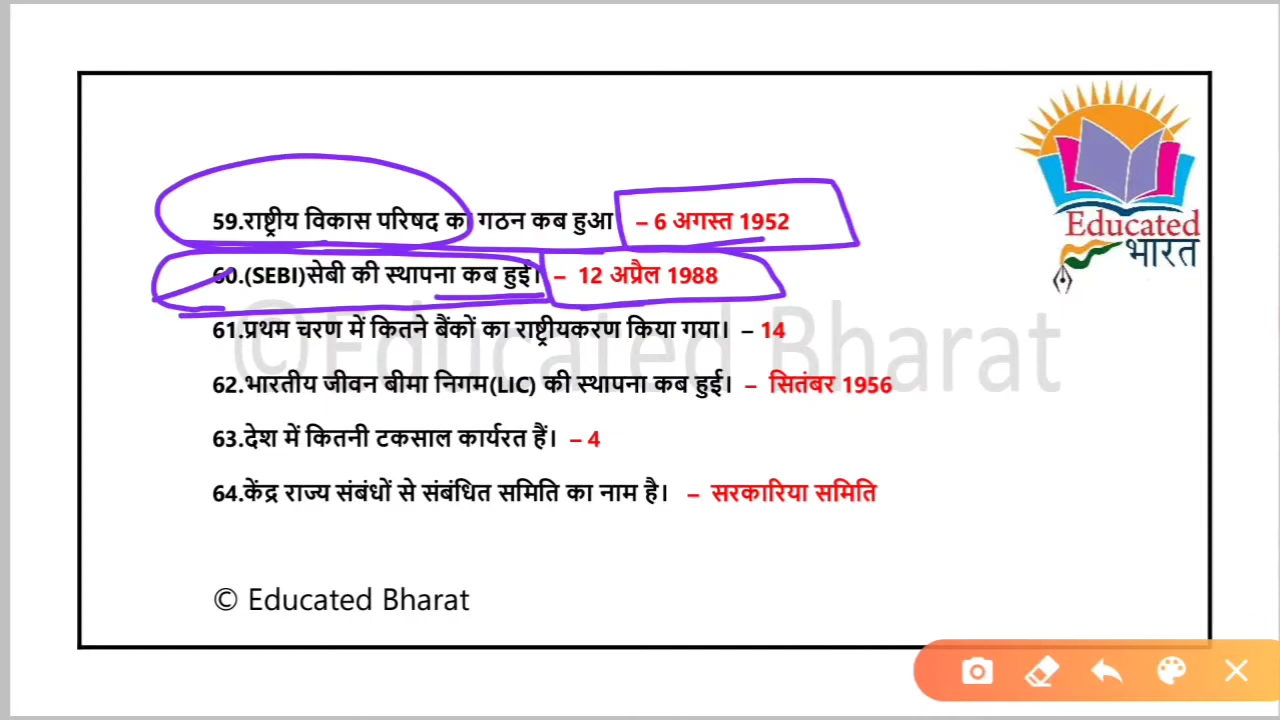 Educated
भारत
59.राष्ट्रीय विकास परिषद का गठन कब हुआ – 6 अगस्त 1952
60.(SEBI)सेबी की स्थापना कब हुई। – 12 अप्रैल 1988
61.प्रथम चरण में कितने बैंकों का राष्ट्रीयकरण किया गया। – 14
©Educated Bharat
62.भारतीय जीवन बीमा निगम(LIC) की स्थापना कब हुई। – सितंबर 1956
63.देश में कितनी टकसाल कार्यरत हैं। – 4
64.केंद्र राज्य संबंधों से संबंधित समिति का नाम है। – सरकारिया समिति
© Educated Bharat